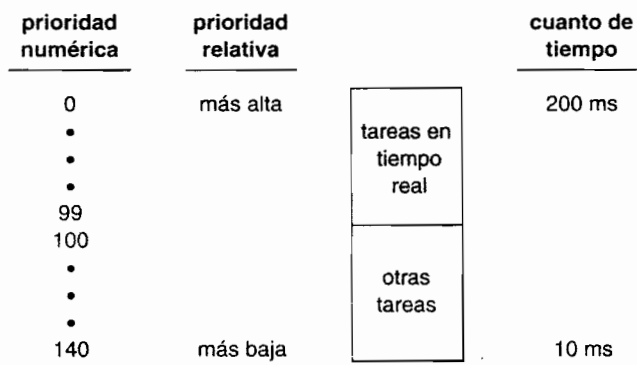 prioridad numérica
prioridad relativa
cuanto de tiempo
0
más alta
200 ms
tareas en
tiempo
real
99
100
otras
tareas
140
más baja
10 ms